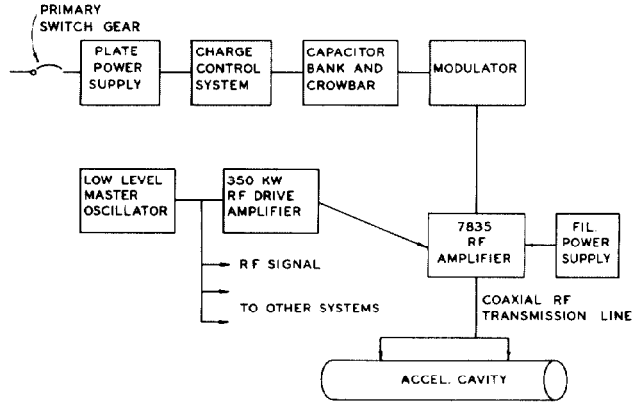 PRIMARY
SWITCH GEAR
PLATE
POWER
SUPPLY
CHARGE
CONTROL
SYSTEM
CAPACITOR
BANK AND
CROWBAR
MODULATOR
LOW LEVEL
MASTER
OSCILLATOR
350 KW
RF DRIVE
AMPLIFIER
7835
RF
AMPLIFIER
FIL.
POWER
SUPPLY
RF SIGNAL
TO OTHER SYSTEMS
COAXIAL RF
TRANSMISSION LINE
ACCEL. CAVITY